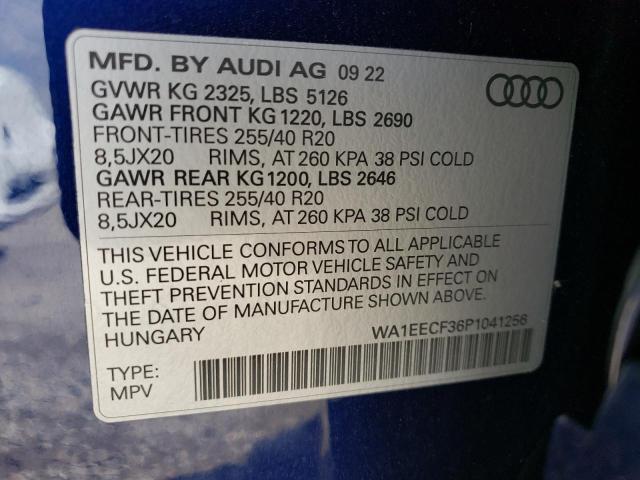 MFD. BY AUDI AG 09 22
GVWR KG 2325, LBS 5126
GAWR FRONT KG 1220, LBS 2690
FRONT-TIRES 255/40 R20
8,5JX20 RIMS, AT 260 KPA 38 PSI COLD
GAWR REAR KG 1200, LBS 2646
REAR-TIRES 255/40 R20
8,5JX20 RIMS, AT 260 KPA 38 PSI COLD
THIS VEHICLE CONFORMS TO ALL APPLICABLE
U.S. FEDERAL MOTOR VEHICLE SAFETY AND
THEFT PREVENTION STANDARDS IN EFFECT ON
THE DATE OF MANUFACTURE SHOWN ABOVE.
HUNGARY WA1EECF36P1041256
TYPE:
MPV